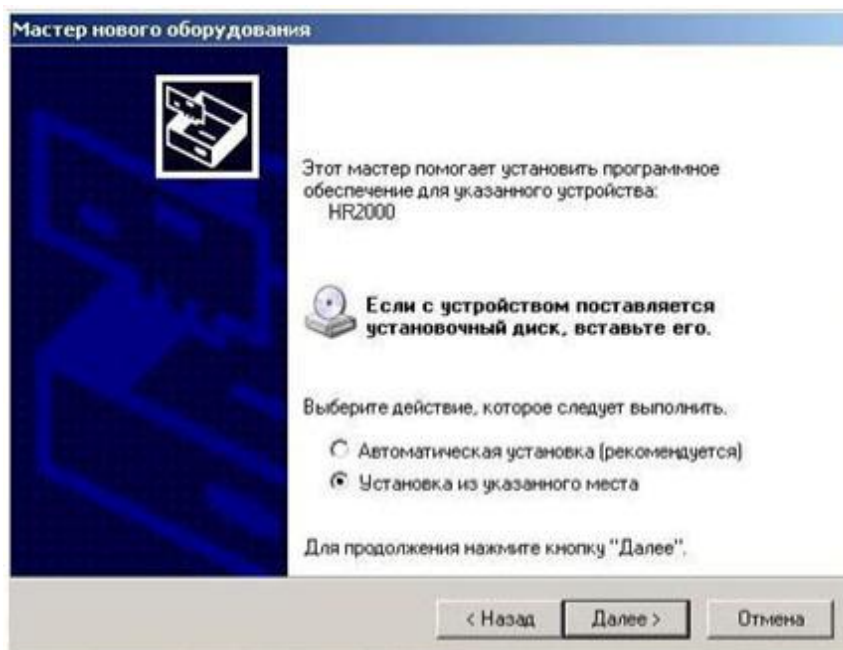 Мастер нового оборудования
Этот мастер помогает установить программное
обеспечение для указанного устройства:
HR2000
Если с устройством поставляется
установочный диск, вставьте его.
Выберите действие, которое следует выполнить.
Автоматическая установка (рекомендуется)
Установка из указанного места
Для продолжения нажмите кнопку "Далее".
< Назад
Далее >
Отмена